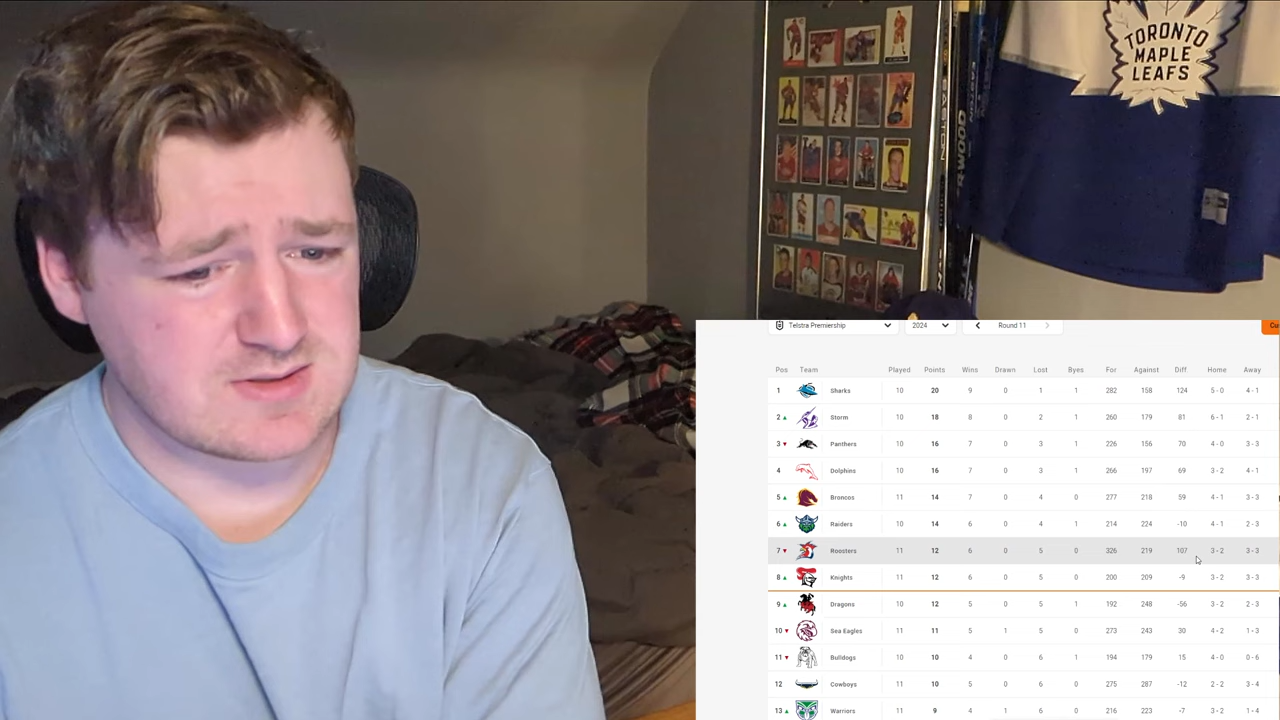 TORONTO
MAPLE
LEAFS
EASTON
Telstra Premiership 2024 Round 11
Pos Team Played Points Wins Drawn Lost Byes For Against Diff Home Away
1 Sharks 10 20 9 0 1 1 282 158 124 5 - 0 4 - 1
2 Storm 10 18 8 0 2 1 260 179 81 6 - 1 2 - 1
3 Panthers 10 16 7 0 3 1 226 156 70 4 - 0 3 - 3
4 Dolphins 10 16 7 0 3 1 266 197 69 3 - 2 4 - 1
5 Broncos 11 14 7 0 4 0 277 218 59 4 - 1 3 - 3
6 Raiders 10 14 6 0 4 1 214 224 -10 4 - 1 2 - 3
7 Roosters 11 12 6 0 5 0 326 219 107 3 - 2 3 - 3
8 Knights 11 12 6 0 5 0 200 209 -9 3 - 2 3 - 3
9 Dragons 10 12 5 0 5 1 192 248 -56 3 - 2 2 - 3
10 Sea Eagles 11 11 5 1 5 0 273 243 30 4 - 2 1 - 3
11 Bulldogs 10 10 4 0 6 1 194 179 15 4 - 0 0 - 6
12 Cowboys 11 10 5 0 6 0 275 287 -12 2 - 2 3 - 4
13 Warriors 11 9 4 1 6 0 216 223 -7 3 - 2 1 - 4